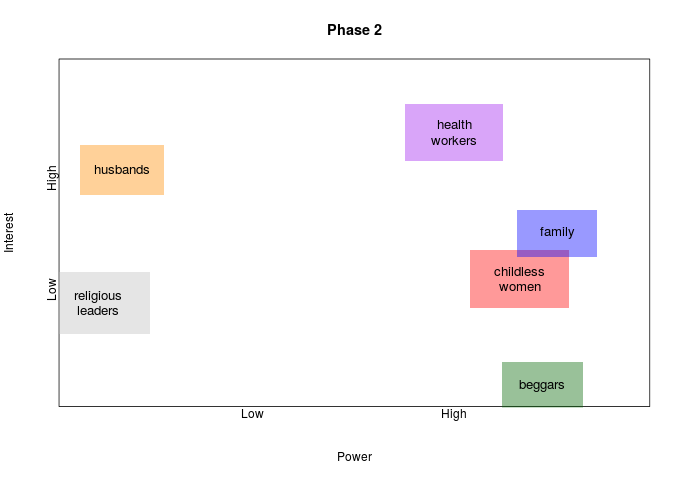 Phase 2
health
workers
husbands
High
family
Interest
childless
women
Low
religious
leaders
beggars
Low
High
Power